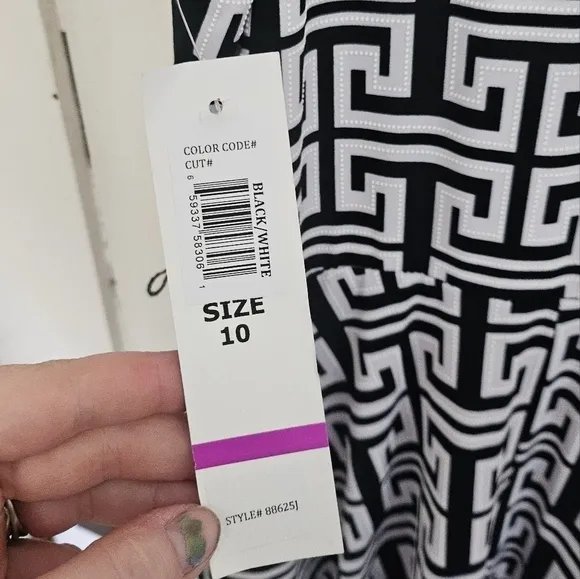 COLOR CODE#
CUT#
BLACK/WHITE
6 59337 58306 1
SIZE
10
STYLE# 88625J